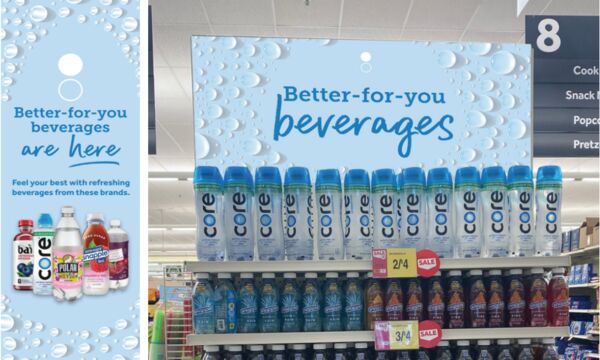 Better-for-you
beverages
are here
Feel your best with refreshing
beverages from these brands.
bai
core
POLAR
snapple
Better-for-you
beverages
core
core
core
core
core
core
core
core
core
core
core
core
core
2/4
SALE
3/4
SALE
8
Cook
Snack
Popc
Pretz